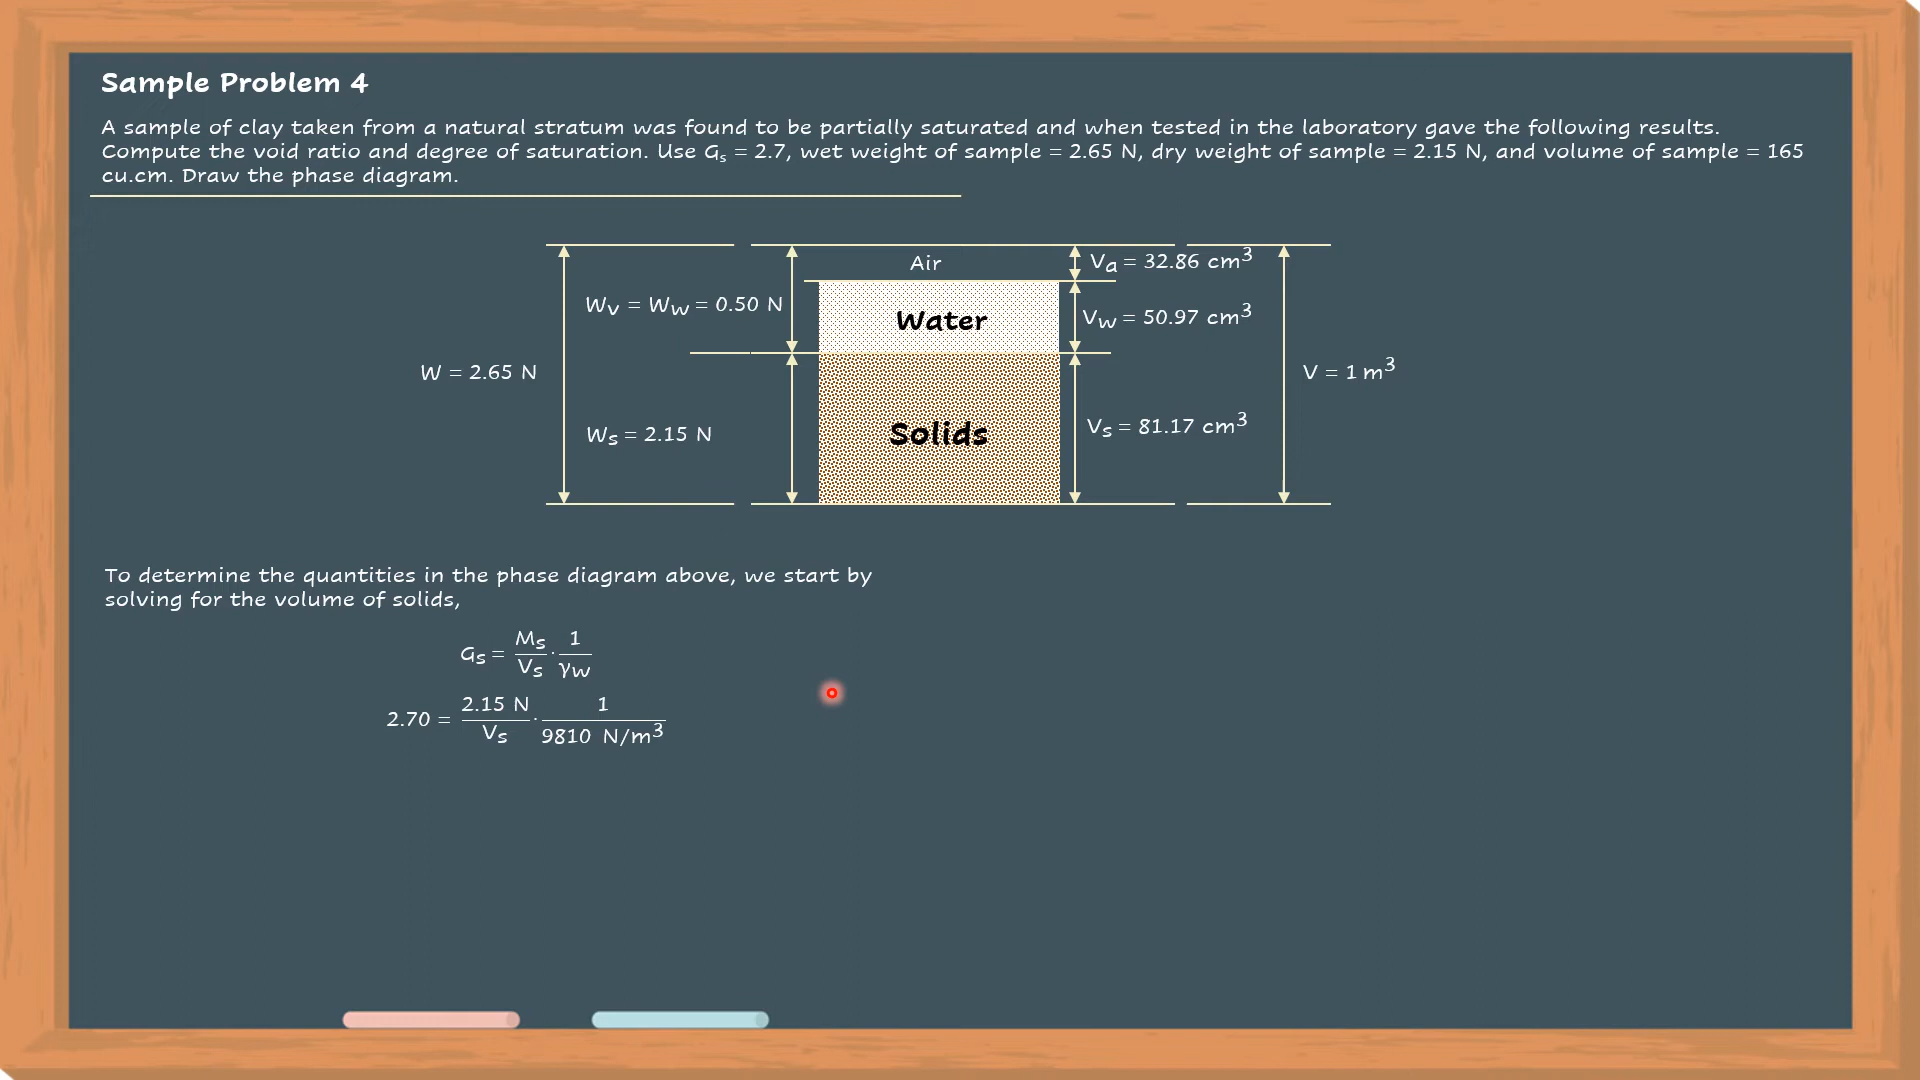 Sample Problem 4
A sample of clay taken from a natural stratum was found to be partially saturated and when tested in the laboratory gave the following results.
Compute the void ratio and degree of saturation. Use Gₛ = 2.7, wet weight of sample = 2.65 N, dry weight of sample = 2.15 N, and volume of sample = 165
cu.cm. Draw the phase diagram.
Air
Va = 32.86 cm³
Wv = Ww = 0.50 N
Water
Vw = 50.97 cm³
W = 2.65 N
V = 1 m³
Ws = 2.15 N
Solids
Vs = 81.17 cm³
To determine the quantities in the phase diagram above, we start by
solving for the volume of solids,
Gs = Ms/Vs · 1/γw
2.70 = 2.15 N/Vs · 1/9810 N/m³